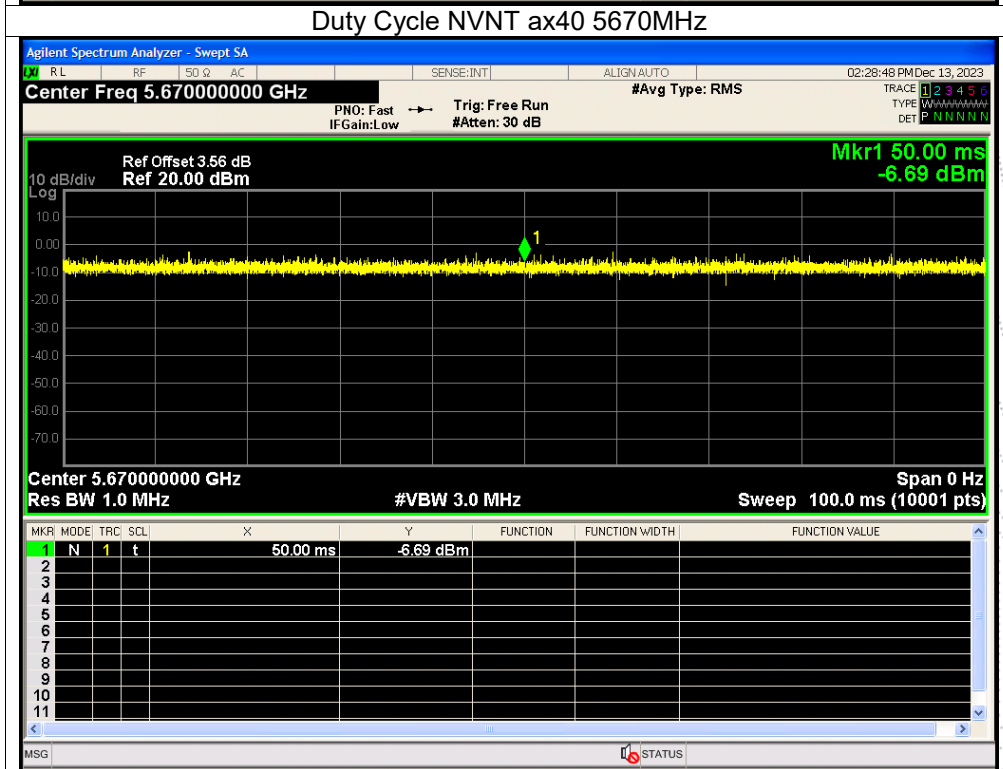 Duty Cycle NVNT ax40 5670MHz
Agilent Spectrum Analyzer - Swept SA
LXI RL RF 50 Ω AC SENSE:INT ALIGN AUTO 02:28:48 PM Dec 13, 2023
Center Freq 5.670000000 GHz #Avg Type: RMS TRACE 1 2 3 4 5 6
PNO: Fast Trig: Free Run TYPE WWWWWW
IFGain:Low #Atten: 30 dB DET P N N N N N
Mkr1 50.00 ms
Ref Offset 3.56 dB
10 dB/div Ref 20.00 dBm -6.69 dBm
Log
10.0
1
0.00
-10.0
-20.0
-30.0
-40.0
-50.0
-60.0
-70.0
Center 5.670000000 GHz Span 0 Hz
Res BW 1.0 MHz #VBW 3.0 MHz Sweep 100.0 ms (10001 pts)
MKR MODE TRC SCL X Y FUNCTION FUNCTION WIDTH FUNCTION VALUE
1 N 1 t 50.00 ms -6.69 dBm
2
3
4
5
6
7
8
9
10
11
MSG STATUS